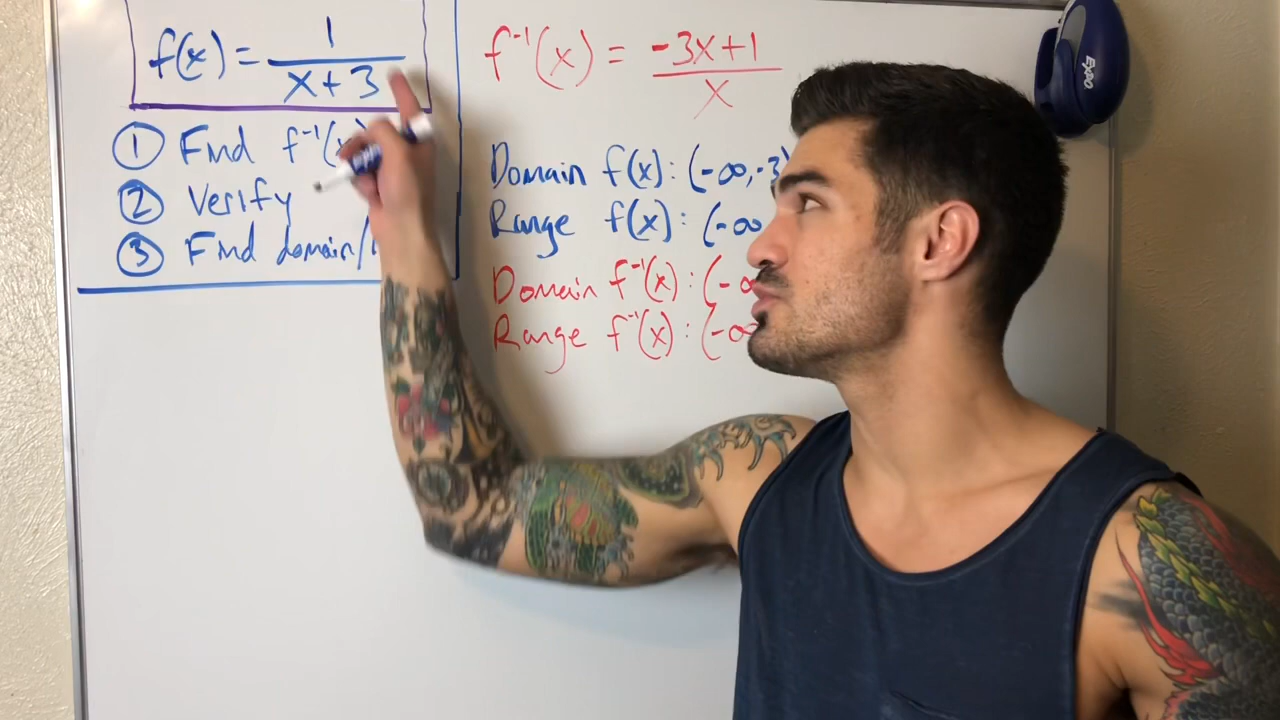 f(x) = 1/(x+3)
① Find f⁻¹(x)
② Verify
③ Find domain/
f⁻¹(x) = (-3x+1)/x
Domain f(x): (-∞,-3)
Range f(x): (-∞
Domain f⁻¹(x): (-∞
Range f⁻¹(x): (-∞
EXPO